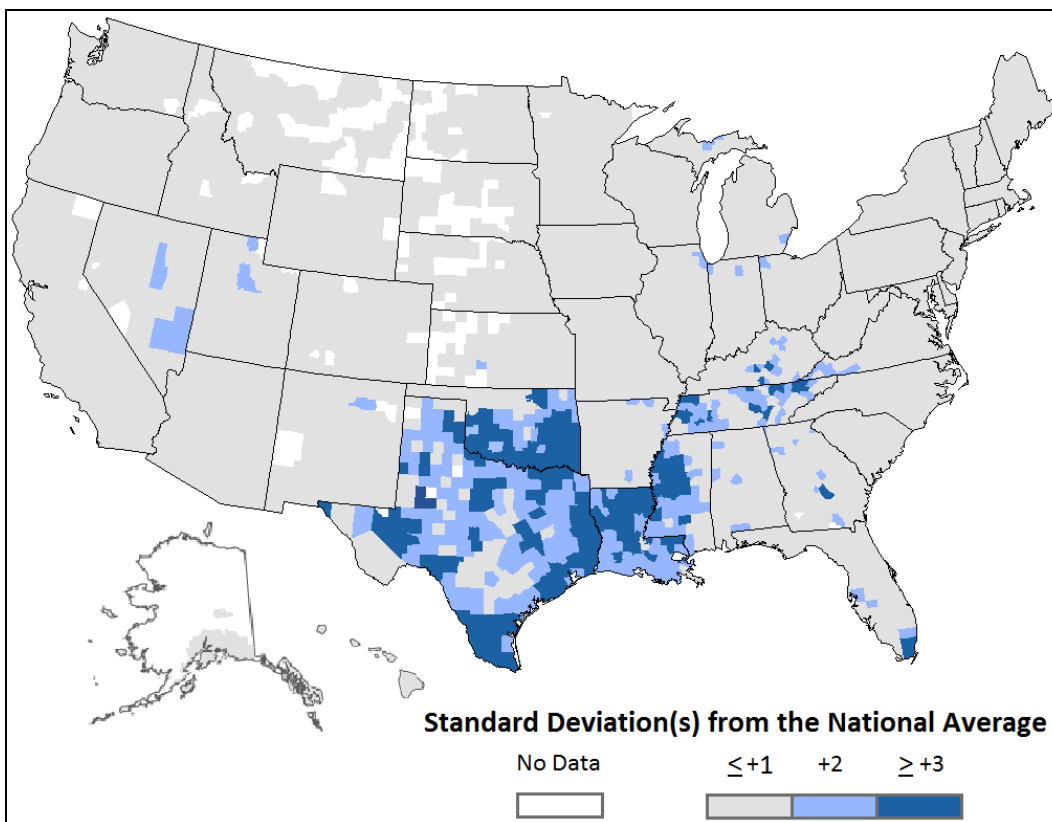 Standard Deviation(s) from the National Average
No Data
≤ +1
+2
≥ +3